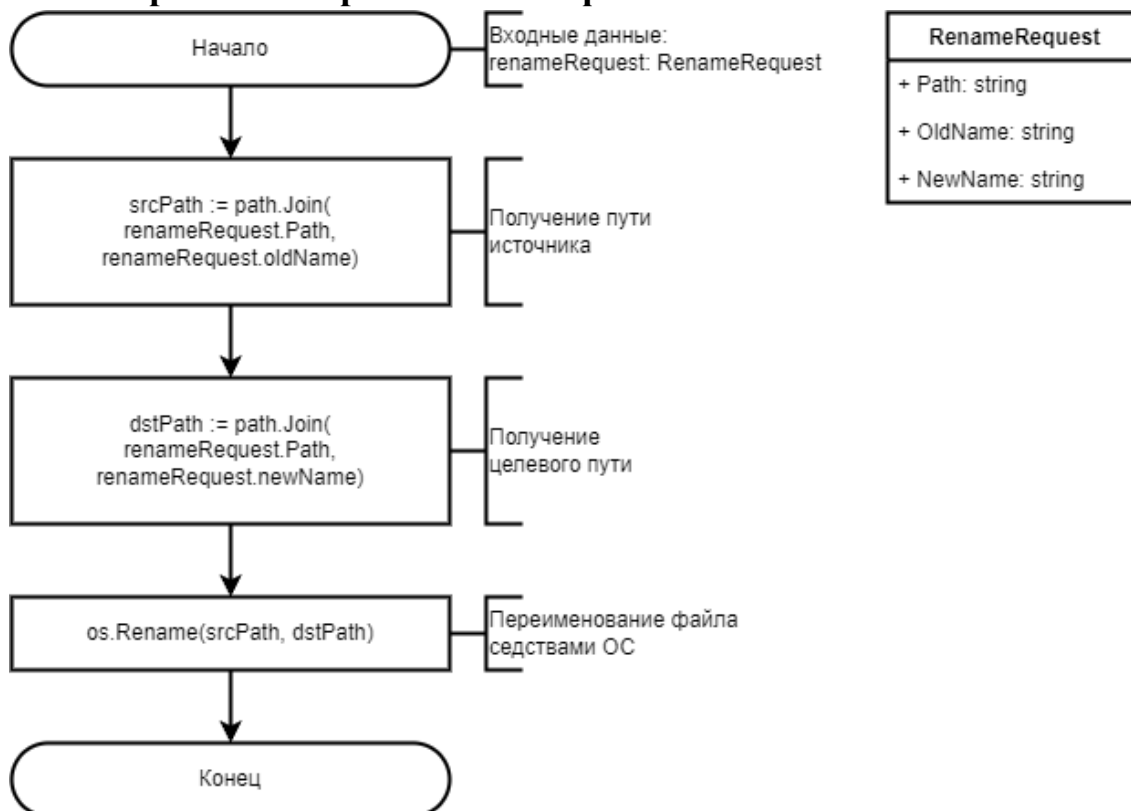 Начало
Входные данные:
renameRequest: RenameRequest
RenameRequest
+ Path: string
+ OldName: string
+ NewName: string
srcPath := path.Join(
renameRequest.Path,
renameRequest.oldName)
Получение пути
источника
dstPath := path.Join(
renameRequest.Path,
renameRequest.newName)
Получение
целевого пути
os.Rename(srcPath, dstPath)
Переименование файла
седствами ОС
Конец